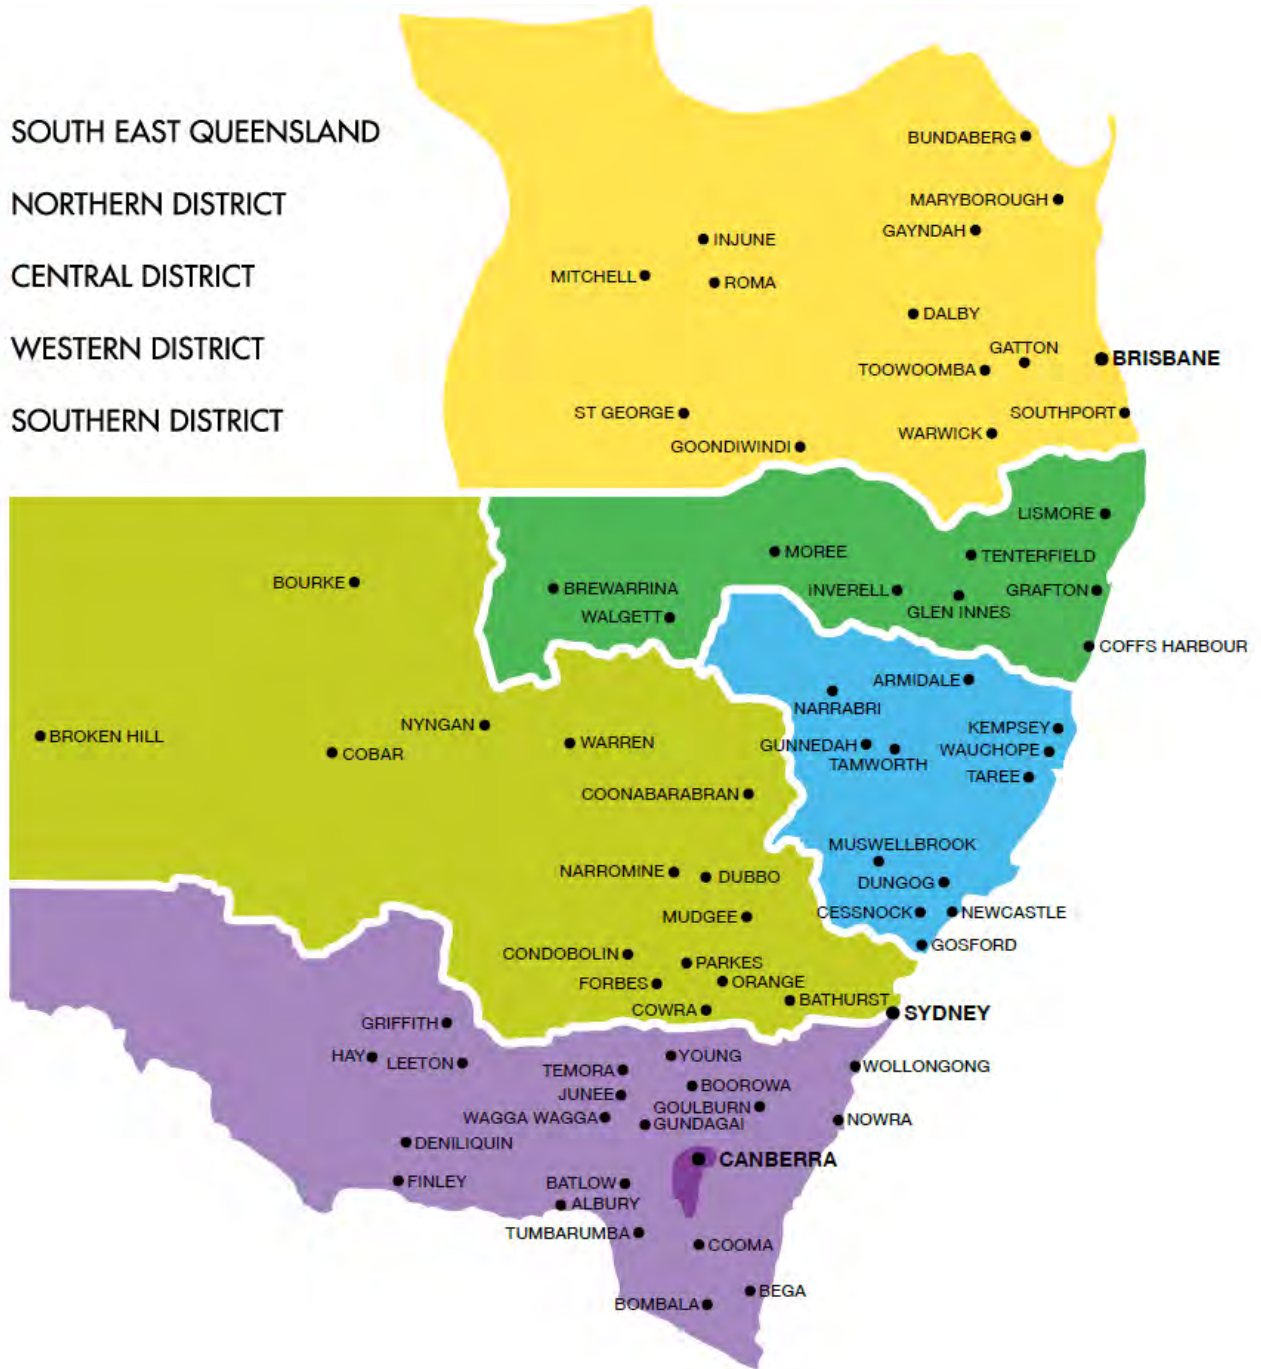 SOUTH EAST QUEENSLAND
NORTHERN DISTRICT
CENTRAL DISTRICT
WESTERN DISTRICT
SOUTHERN DISTRICT
BUNDABERG
MARYBOROUGH
GAYNDAH
INJUNE
MITCHELL
ROMA
DALBY
GATTON
BRISBANE
TOOWOOMBA
ST GEORGE
SOUTHPORT
WARWICK
GOONDIWINDI
LISMORE
MOREE
TENTERFIELD
BOURKE
BREWARRINA
INVERELL
GRAFTON
GLEN INNES
WALGETT
COFFS HARBOUR
ARMIDALE
NARRABRI
NYNGAN
KEMPSEY
BROKEN HILL
COBAR
WARREN
GUNNEDAH
WAUCHOPE
TAMWORTH
TAREE
COONABARABRAN
MUSWELLBROOK
NARROMINE
DUBBO
DUNGOG
MUDGEE
CESSNOCK
NEWCASTLE
GOSFORD
CONDOBOLIN
PARKES
FORBES
ORANGE
BATHURST
COWRA
SYDNEY
GRIFFITH
HAY
LEETON
YOUNG
TEMORA
WOLLONGONG
BOOROWA
JUNEE
GOULBURN
WAGGA WAGGA
GUNDAGAI
NOWRA
DENILIQUIN
CANBERRA
FINLEY
BATLOW
ALBURY
TUMBARUMBA
COOMA
BEGA
BOMBALA